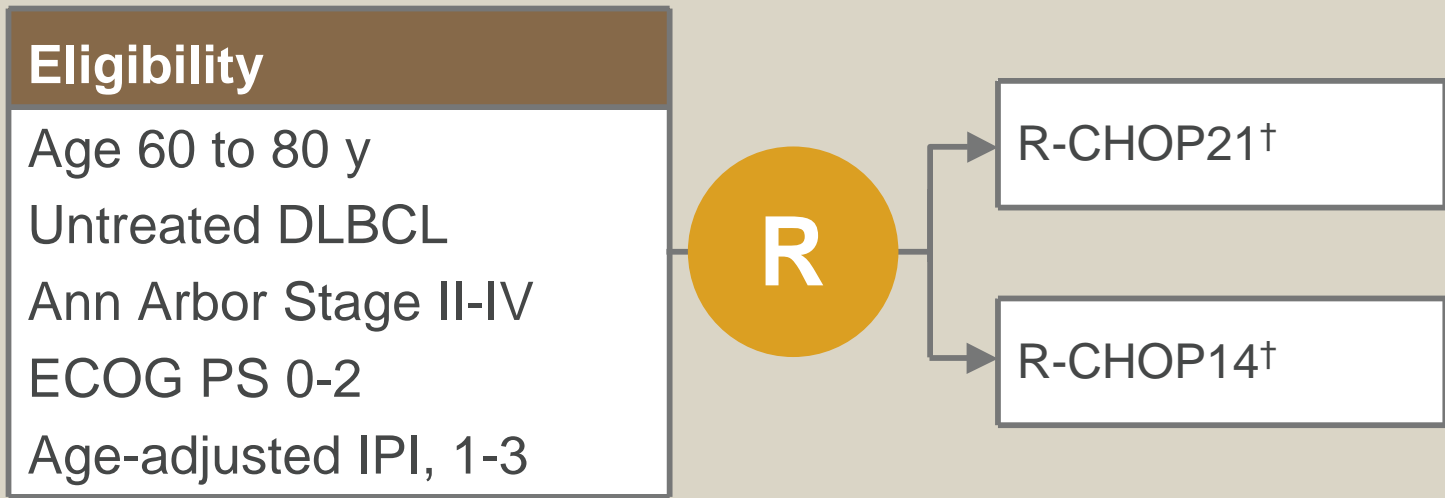 Eligibility
Age 60 to 80 y
Untreated DLBCL
Ann Arbor Stage II-IV
ECOG PS 0-2
Age-adjusted IPI, 1-3
R
R-CHOP21†
R-CHOP14†